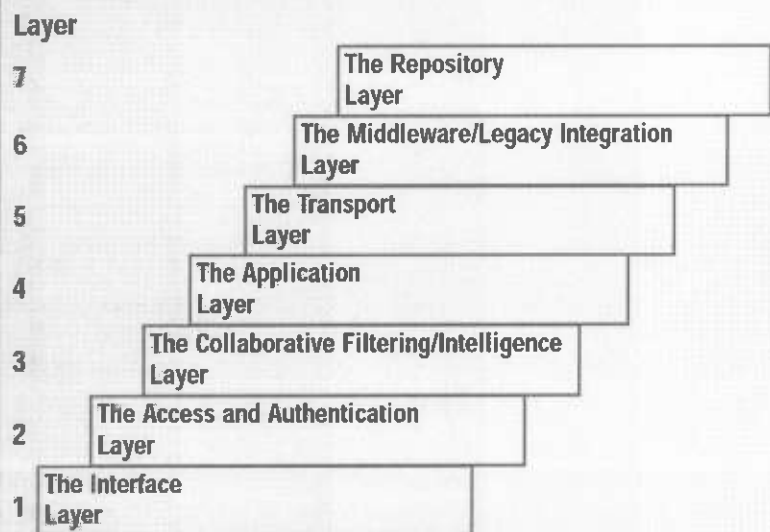 Layer
7
The Repository
Layer
6
The Middleware/Legacy Integration
Layer
5
The Transport
Layer
4
The Application
Layer
3
The Collaborative Filtering/Intelligence
Layer
2
The Access and Authentication
Layer
1
The Interface
Layer